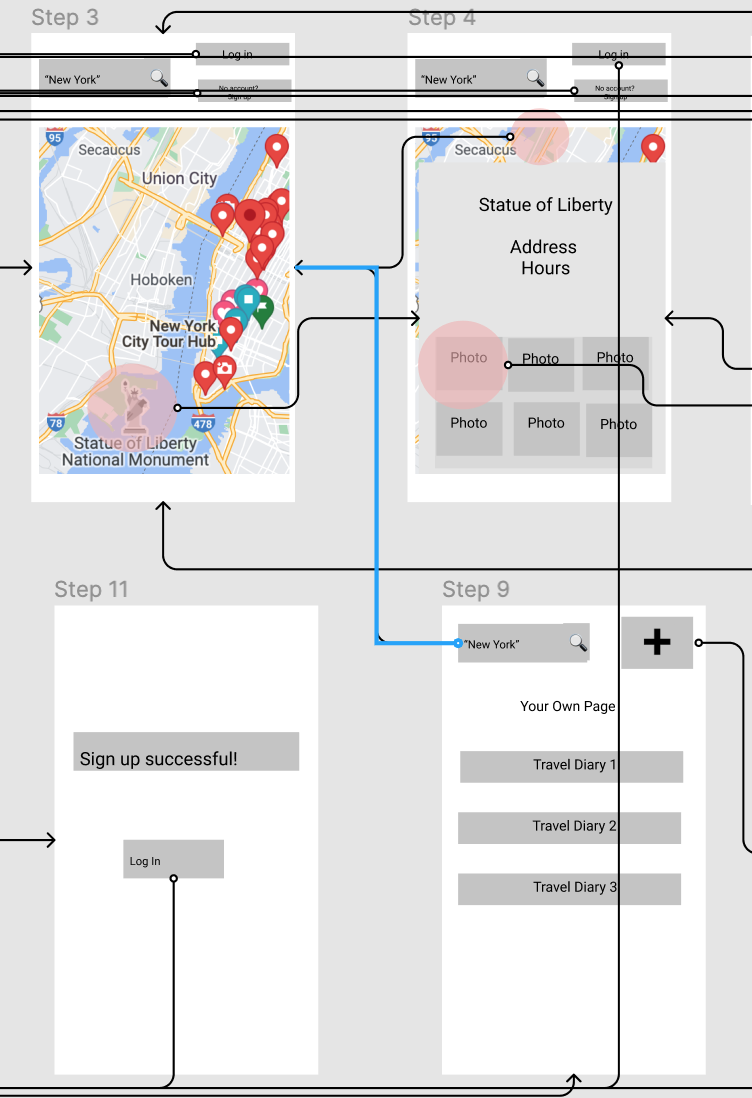 Step 3
Log in
“New York”
No account?
Sign up
95
Secaucus
Union City
Hoboken
New York
City Tour Hub
78
478
Statue of Liberty
National Monument
Step 4
Log in
“New York”
No account?
Sign up
95
Secaucus
Statue of Liberty
Address
Hours
Photo
Photo
Photo
Photo
Photo
Photo
Step 11
Sign up successful!
Log In
Step 9
“New York”
Your Own Page
Travel Diary 1
Travel Diary 2
Travel Diary 3